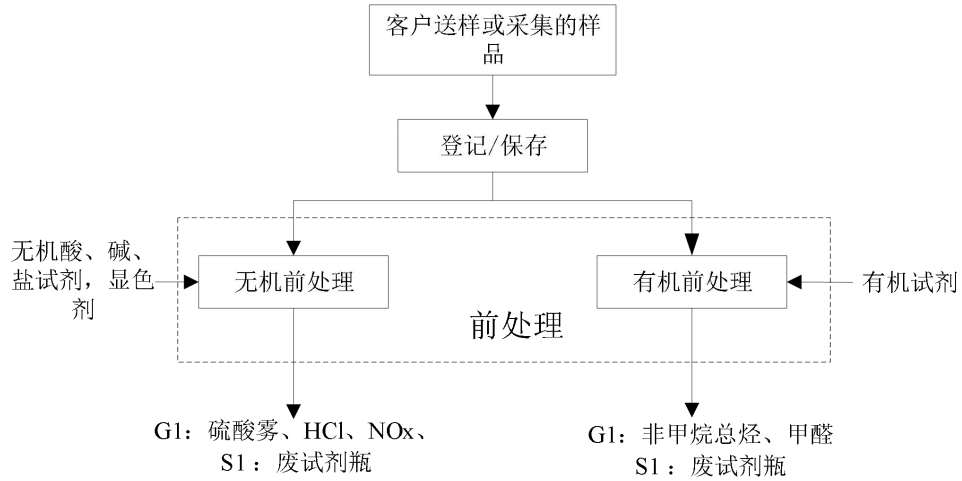 客户送样或采集的样
品
登记/保存
无机酸、碱、
盐试剂，显色
剂
无机前处理
有机前处理
有机试剂
前处理
G1：硫酸雾、HCl、NOx、
S1：废试剂瓶
G1：非甲烷总烃、甲醛
S1：废试剂瓶